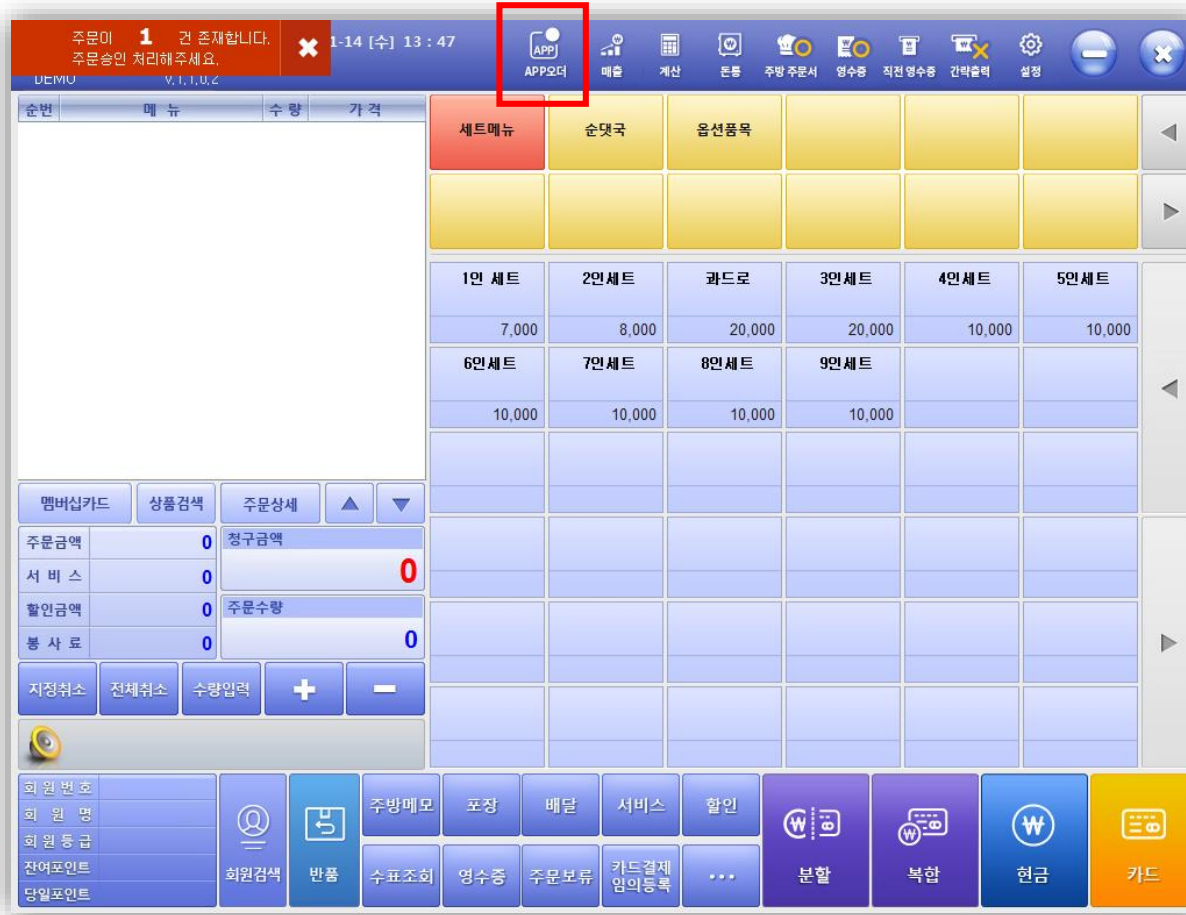 주문이 1 건 존재합니다.
주문승인 처리해주세요.
1-14 [수] 13 : 47
DEMO V.1,1,0,2
APP
APP오더 매출 계산 돈통 주방 주문서 영수증 직전영수증 간략출력 설정
순번 메 뉴 수 량 가 격
세트메뉴 순댓국 옵션품목
1인 세트 2인세트 콰드로 3인세트 4인세트 5인세트
7,000 8,000 20,000 20,000 10,000 10,000
6인세트 7인세트 8인세트 9인세트
10,000 10,000 10,000 10,000
멤버십카드 상품검색 주문상세
주문금액 0 청구금액
서 비 스 0 0
할인금액 0 주문수량
봉 사 료 0 0
지정취소 전체취소 수량입력
회 원 번 호
회 원 명
회 원 등 급
잔여포인트
당일포인트
회원검색 반품
주방메모 포장 배달 서비스 할인
수표조회 영수증 주문보류 카드결제
임의등록 ...
분할 복합 현금 카드